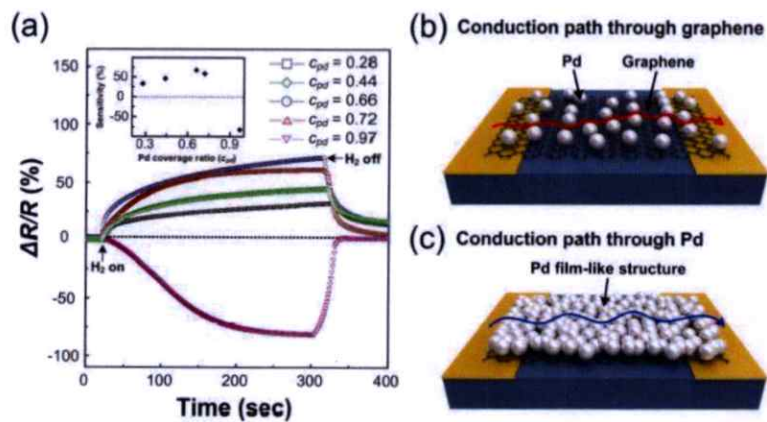 (a)
150
100
50
0
-50
-100
ΔR/R (%)
0 100 200 300 400
Time (sec)
Sensitivity (%)
50
0
-50
0.3 0.6 0.9
Pd coverage ratio (cpd)
cpd = 0.28
cpd = 0.44
cpd = 0.66
cpd = 0.72
cpd = 0.97
H2 off
H2 on
(b) Conduction path through graphene
Pd Graphene
(c) Conduction path through Pd
Pd film-like structure